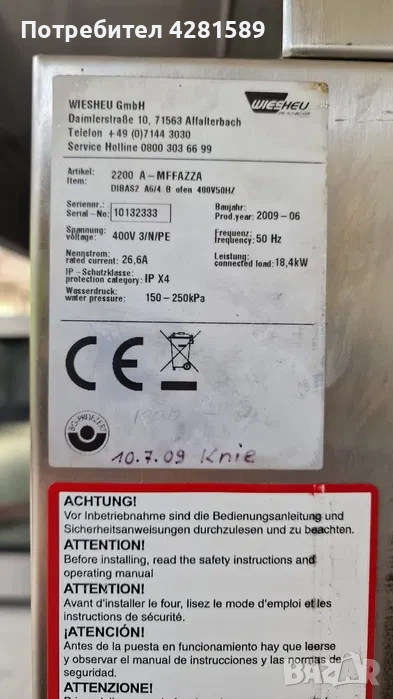 Потребител 4281589
WIESHEU GmbH
Daimlerstraße 10, 71563 Affalterbach
Telefon +49 (0)7144 3030
Service Hotline 0800 303 66 99
WIESHEU
Artikel: 2200 A-MFFAZZA
Item: DIBAS2 A6/4 B ofen 400V50HZ
Seriennr.: Baujahr:
Serial-No: 10132333 Prod.year: 2009-06
Spannung: Frequenz:
voltage: 400V 3/N/PE frequency: 50 Hz
Nennstrom: Leistung:
rated current: 26,6A connected load: 18,4kW
IP-Schutzklasse:
protection category: IP X4
Wasserdruck:
water pressure: 150-250kPa
CE
BG-PRÜFZERT
10.7.09 Knie
ACHTUNG!
Vor Inbetriebnahme sind die Bedienungsanleitung und
Sicherheitsanweisungen durchzulesen und zu beachten.
ATTENTION!
Before installing, read the safety instructions and
operating manual
ATTENTION!
Avant d'installer le four, lisez le mode d'emploi et les
instructions de sécurité.
¡ATENCIÓN!
Antes de la puesta en funcionamiento hay que leerse
y observar el manual de instrucciones y las normas de
seguridad.
ATTENZIONE!
BAZAR